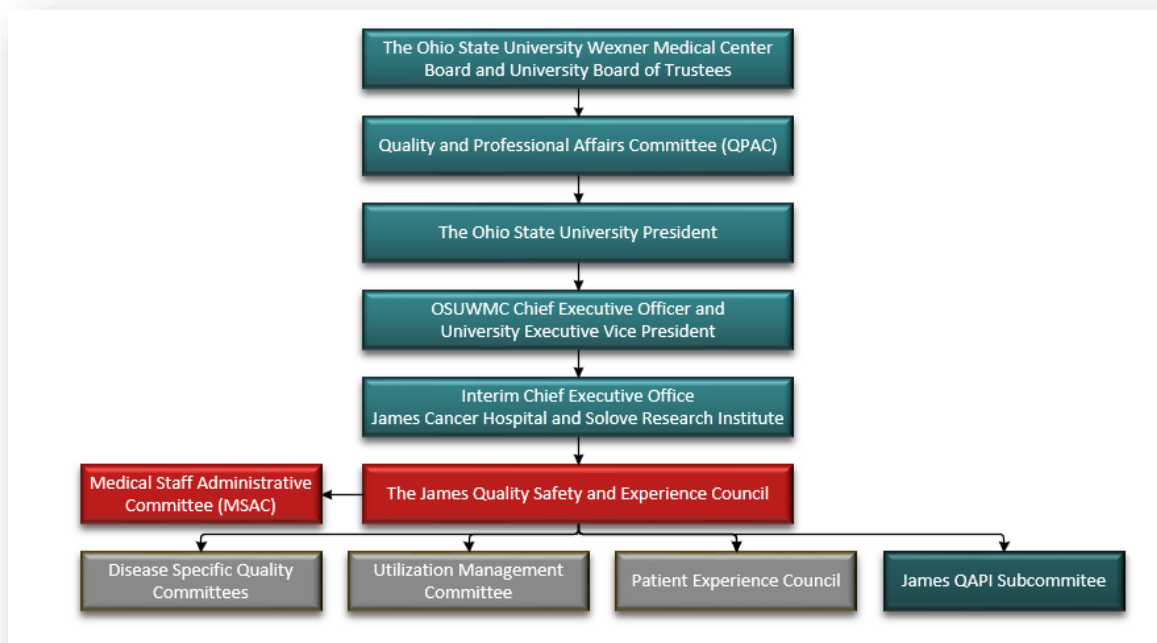 The Ohio State University Wexner Medical Center
Board and University Board of Trustees
Quality and Professional Affairs Committee (QPAC)
The Ohio State University President
OSUWMC Chief Executive Officer and
University Executive Vice President
Interim Chief Executive Office
James Cancer Hospital and Solove Research Institute
Medical Staff Administrative
Committee (MSAC)
The James Quality Safety and Experience Council
Disease Specific Quality
Committees
Utilization Management
Committee
Patient Experience Council
James QAPI Subcommitee